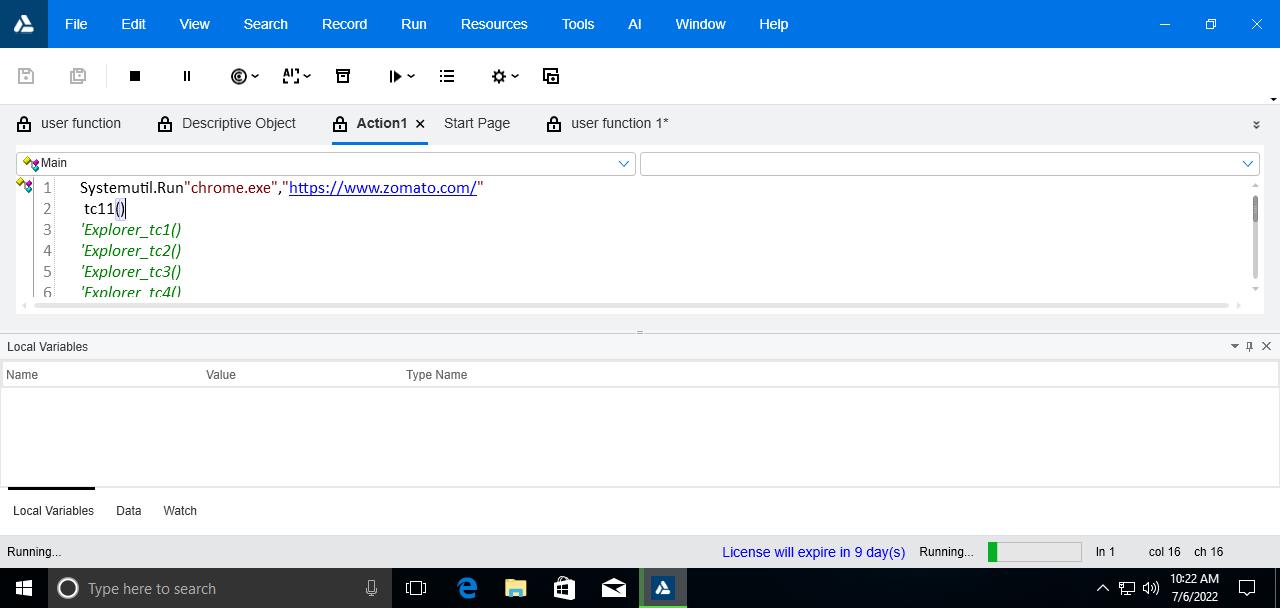 File Edit View Search Record Run Resources Tools AI Window Help
user function Descriptive Object Action1 Start Page user function 1*
Main
1 Systemutil.Run"chrome.exe","https://www.zomato.com/"
2 tc11()
3 'Explorer_tc1()
4 'Explorer_tc2()
5 'Explorer_tc3()
6 'Explorer_tc4()
Local Variables
Name Value Type Name
Local Variables Data Watch
Running... License will expire in 9 day(s) Running... ln 1 col 16 ch 16
Type here to search 10:22 AM
7/6/2022